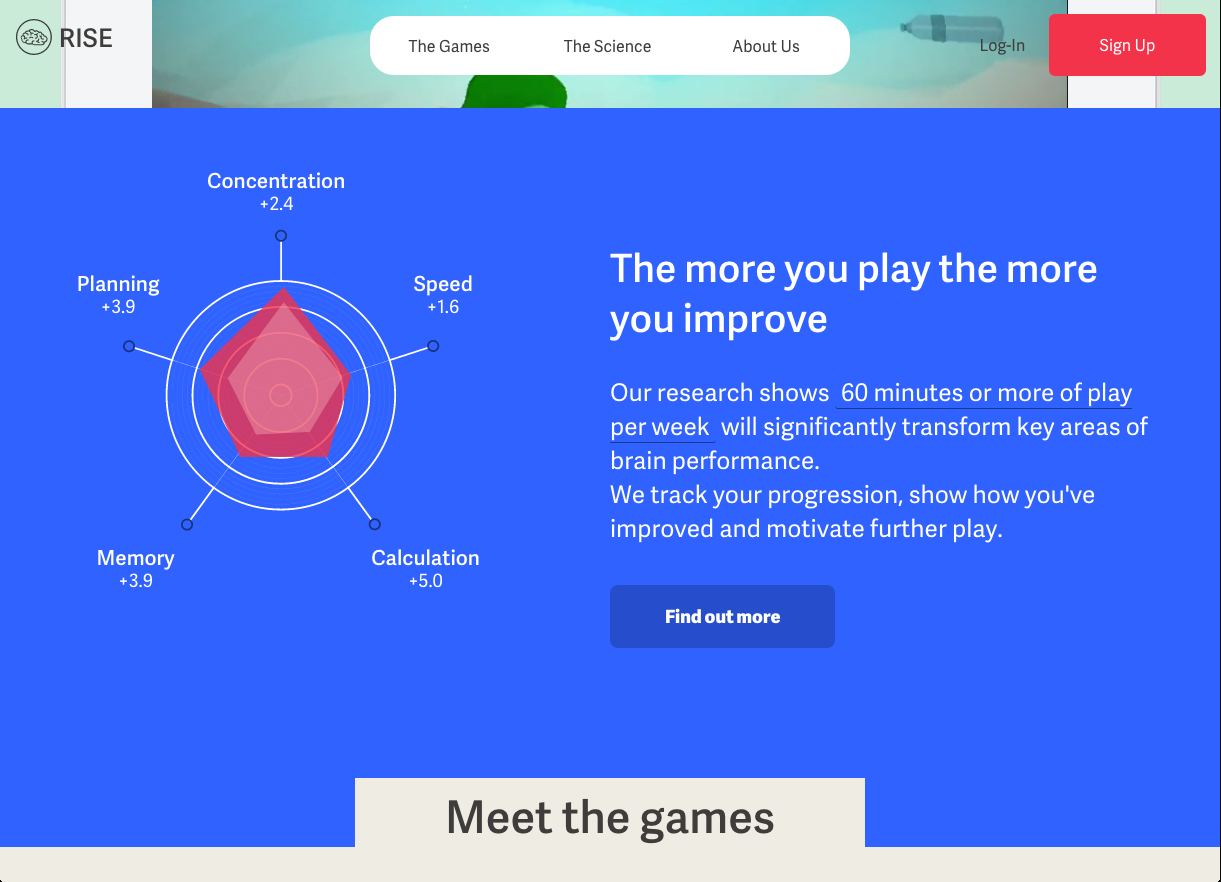 RISE
The Games The Science About Us
Log-In
Sign Up
Concentration
+2.4
Planning
+3.9
Speed
+1.6
Memory
+3.9
Calculation
+5.0
The more you play the more
you improve
Our research shows 60 minutes or more of play
per week will significantly transform key areas of
brain performance.
We track your progression, show how you've
improved and motivate further play.
Find out more
Meet the games